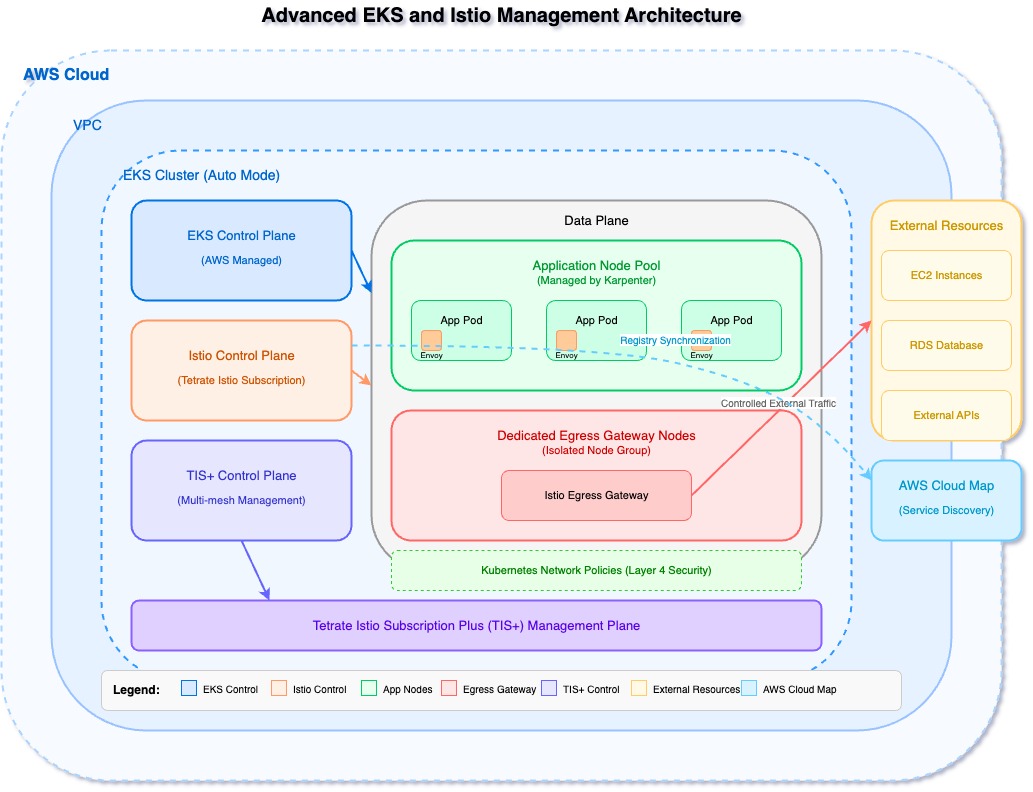 Advanced EKS and Istio Management Architecture
AWS Cloud
VPC
EKS Cluster (Auto Mode)
EKS Control Plane
(AWS Managed)
Istio Control Plane
(Tetrate Istio Subscription)
TIS+ Control Plane
(Multi-mesh Management)
Data Plane
Application Node Pool
(Managed by Karpenter)
App Pod
Envoy
App Pod
Envoy
App Pod
Envoy
Registry Synchronization
Controlled External Traffic
Dedicated Egress Gateway Nodes
(Isolated Node Group)
Istio Egress Gateway
Kubernetes Network Policies (Layer 4 Security)
Tetrate Istio Subscription Plus (TIS+) Management Plane
External Resources
EC2 Instances
RDS Database
External APIs
AWS Cloud Map
(Service Discovery)
Legend:
EKS Control
Istio Control
App Nodes
Egress Gateway
TIS+ Control
External Resources
AWS Cloud Map